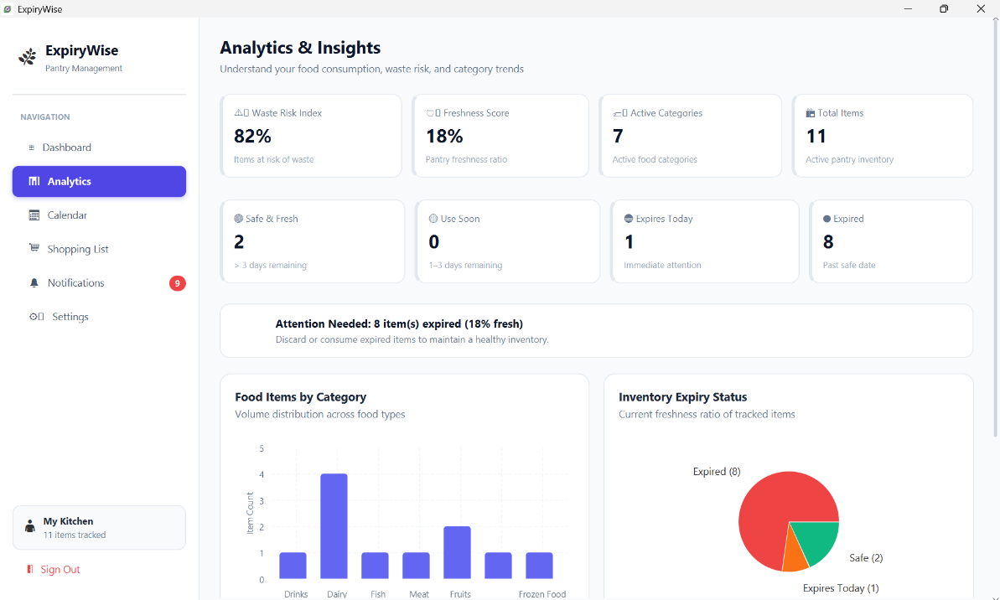 ExpiryWise
ExpiryWise
Pantry Management
NAVIGATION
Dashboard
Analytics
Calendar
Shopping List
Notifications 9
Settings
My Kitchen
11 items tracked
Sign Out
Analytics & Insights
Understand your food consumption, waste risk, and category trends
Waste Risk Index
82%
Items at risk of waste
Freshness Score
18%
Pantry freshness ratio
Active Categories
7
Active food categories
Total Items
11
Active pantry inventory
Safe & Fresh
2
> 3 days remaining
Use Soon
0
1–3 days remaining
Expires Today
1
Immediate attention
Expired
8
Past safe date
Attention Needed: 8 item(s) expired (18% fresh)
Discard or consume expired items to maintain a healthy inventory.
Food Items by Category
Volume distribution across food types
5
4
3
2
1
0
Item Count
Drinks Dairy Fish Meat Fruits Frozen Food
Inventory Expiry Status
Current freshness ratio of tracked items
Expired (8)
Safe (2)
Expires Today (1)